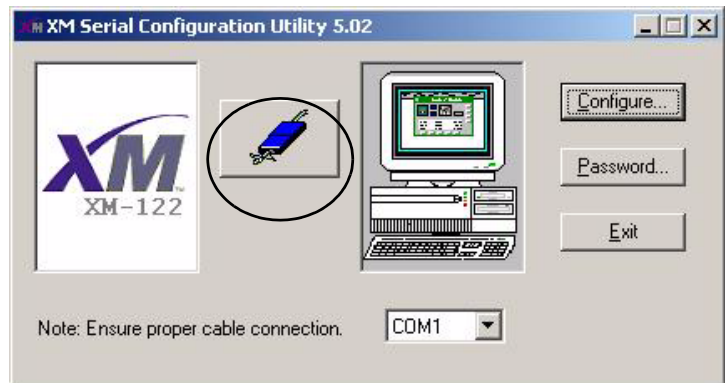 XM Serial Configuration Utility 5.02
XM
XM-122
Configure...
Password...
Exit
Note: Ensure proper cable connection.
COM1